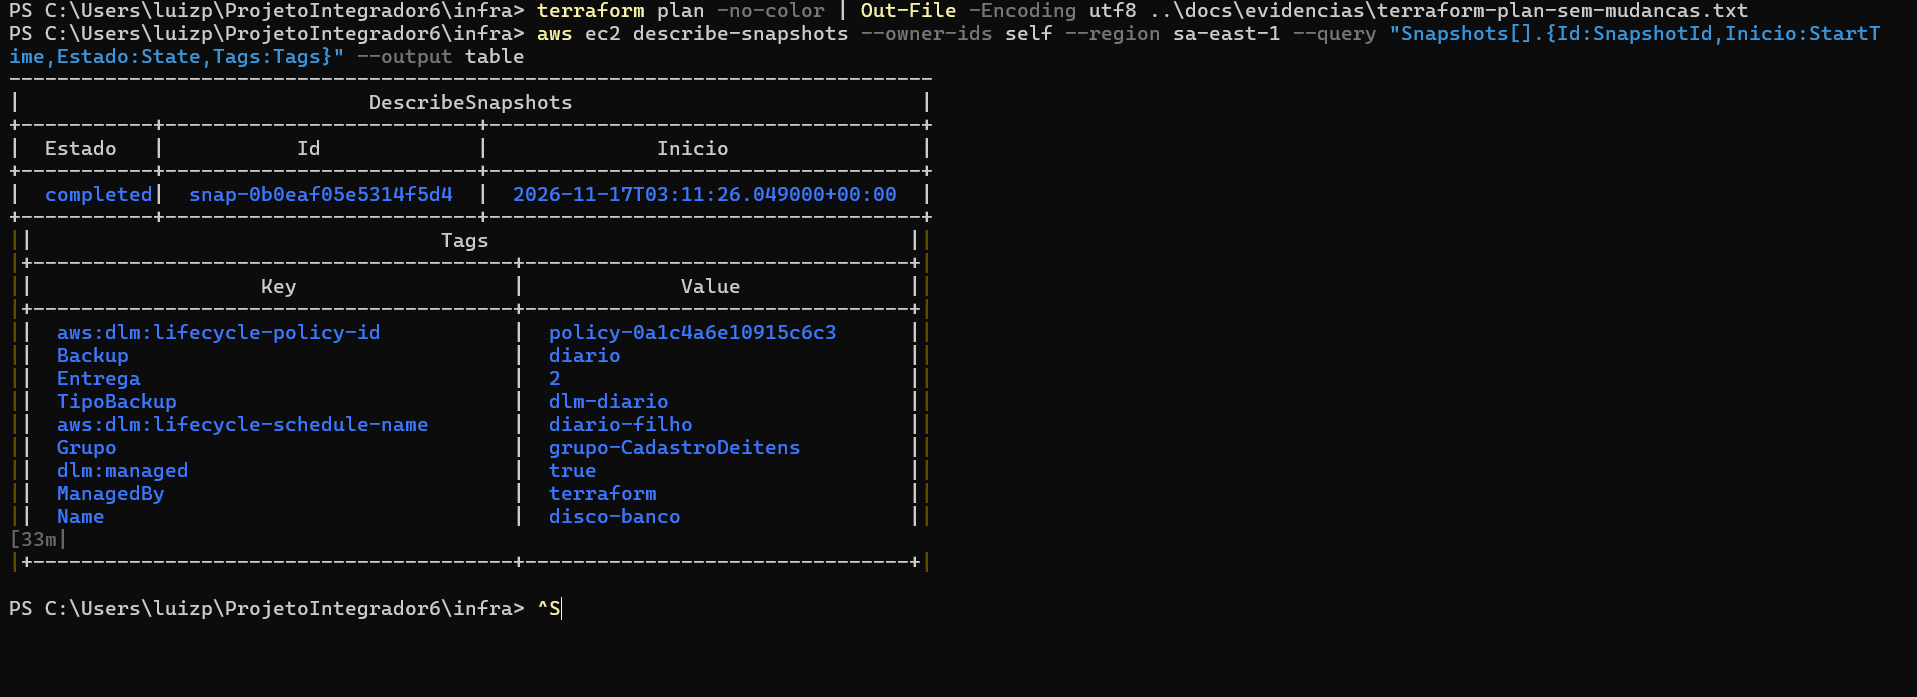 PS C:\Users\luizp\ProjetoIntegrador6\infra> terraform plan -no-color | Out-File -Encoding utf8 ..\docs\evidencias\terraform-plan-sem-mudancas.txt
PS C:\Users\luizp\ProjetoIntegrador6\infra> aws ec2 describe-snapshots --owner-ids self --region sa-east-1 --query "Snapshots[].{Id:SnapshotId,Inicio:StartT
ime,Estado:State,Tags:Tags}" --output table
-----------------------------------------------------------------------------
| DescribeSnapshots |
+-----------+--------------------------+------------------------------------+
| Estado | Id | Inicio |
+-----------+--------------------------+------------------------------------+
| completed| snap-0b0eaf05e5314f5d4 | 2026-11-17T03:11:26.049000+00:00 |
+-----------+--------------------------+------------------------------------+
|| Tags ||
|+----------------------------------------+--------------------------------+|
|| Key | Value ||
|+----------------------------------------+--------------------------------+|
|| aws:dlm:lifecycle-policy-id | policy-0a1c4a6e10915c6c3 ||
|| Backup | diario ||
|| Entrega | 2 ||
|| TipoBackup | dlm-diario ||
|| aws:dlm:lifecycle-schedule-name | diario-filho ||
|| Grupo | grupo-CadastroDeitens ||
|| dlm:managed | true ||
|| ManagedBy | terraform ||
|| Name | disco-banco ||
[33m|
|+----------------------------------------+--------------------------------+|
PS C:\Users\luizp\ProjetoIntegrador6\infra> ^S